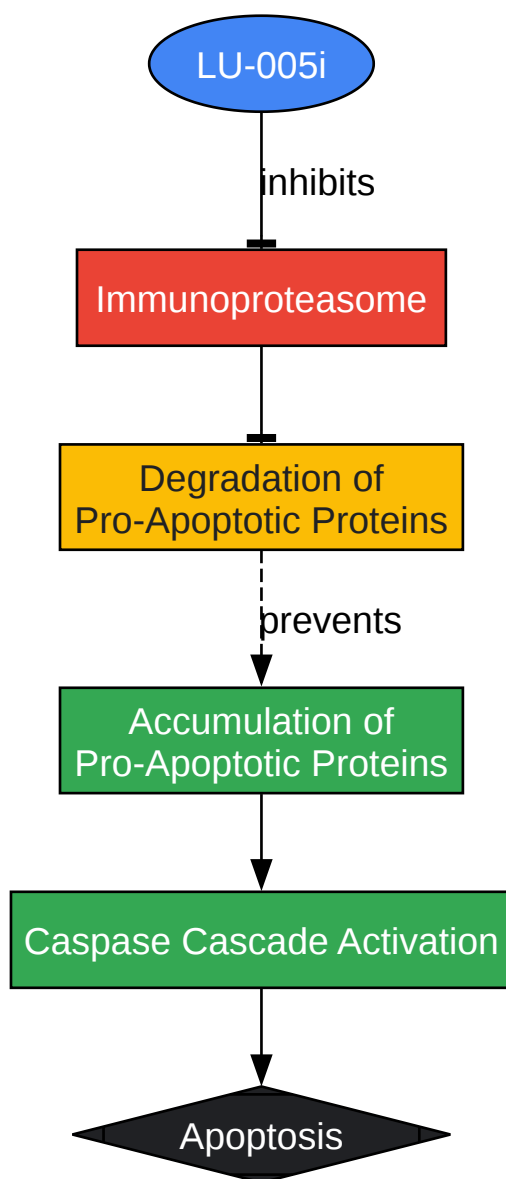 LU-005i
inhibits
Immunoproteasome
Degradation of
Pro-Apoptotic Proteins
prevents
Accumulation of
Pro-Apoptotic Proteins
Caspase Cascade Activation
Apoptosis